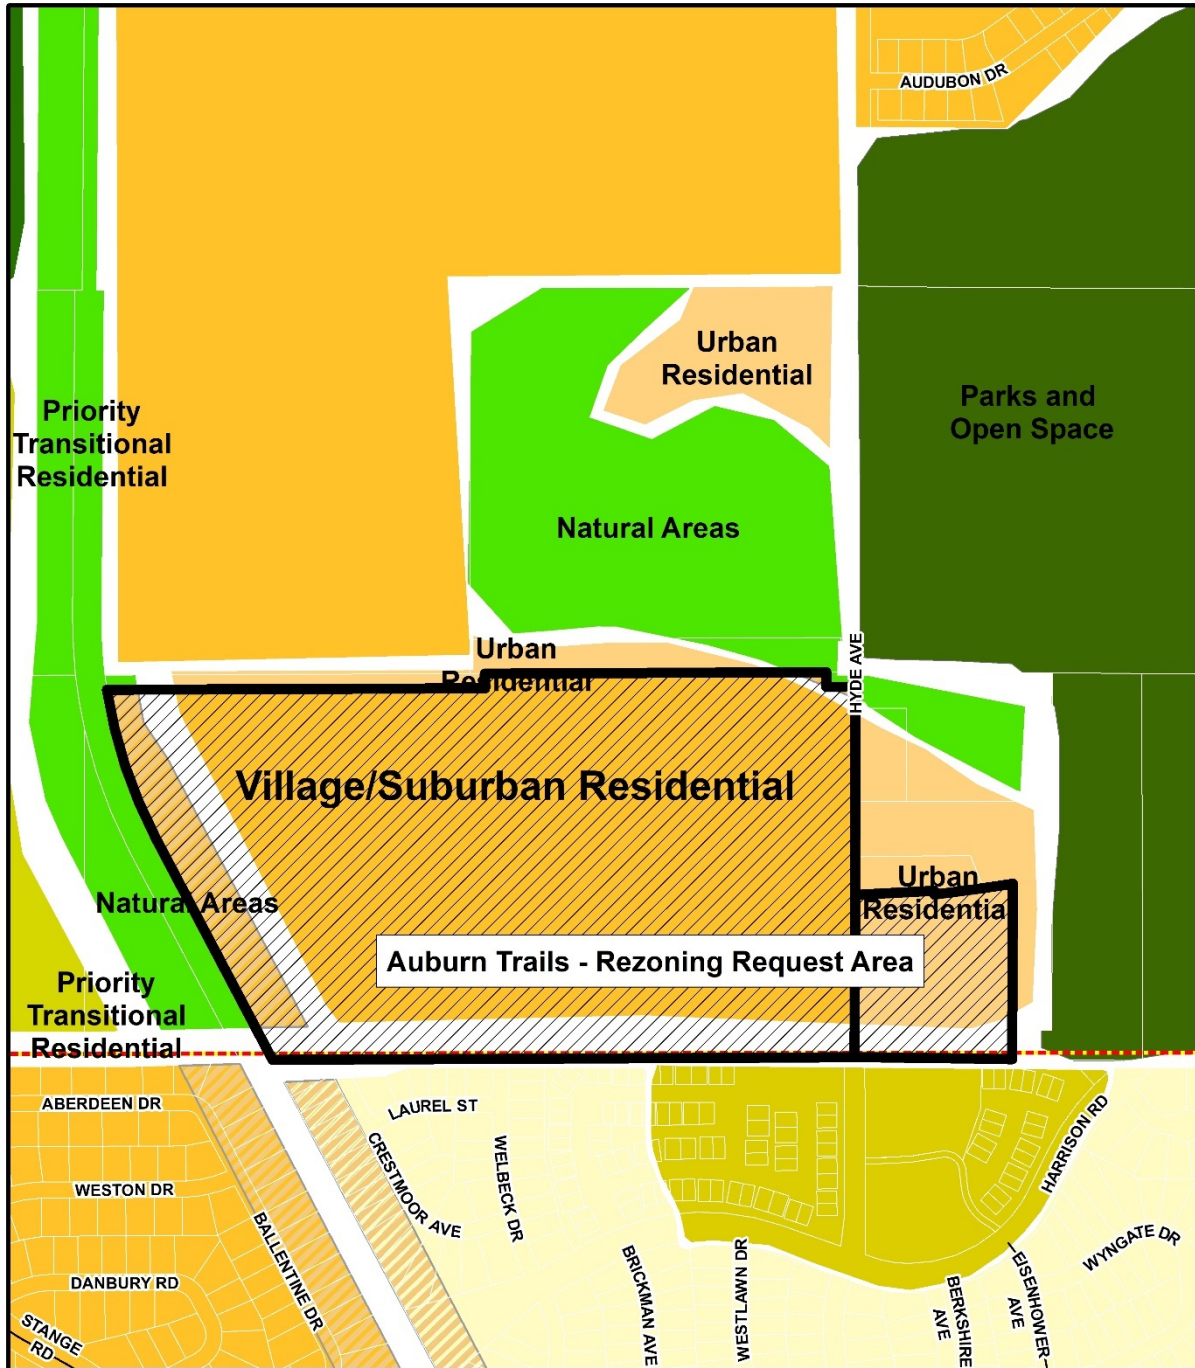 AUDUBON DR
Urban
Residential
Parks and
Open Space
Priority
Transitional
Residential
Natural Areas
Urban
Residential
HYDE AVE
Village/Suburban Residential
Urban
Residential
Natural Areas
Auburn Trails - Rezoning Request Area
Priority
Transitional
Residential
ABERDEEN DR
LAUREL ST
CRESTMOOR AVE
WELBECK DR
HARRISON RD
WESTON DR
BALLENTINE DR
DANBURY RD
STANGE
RD
BRICKMAN AVE
WESTLAWN DR
BERKSHIRE
AVE
EISENHOWER
AVE
WYNGATE DR